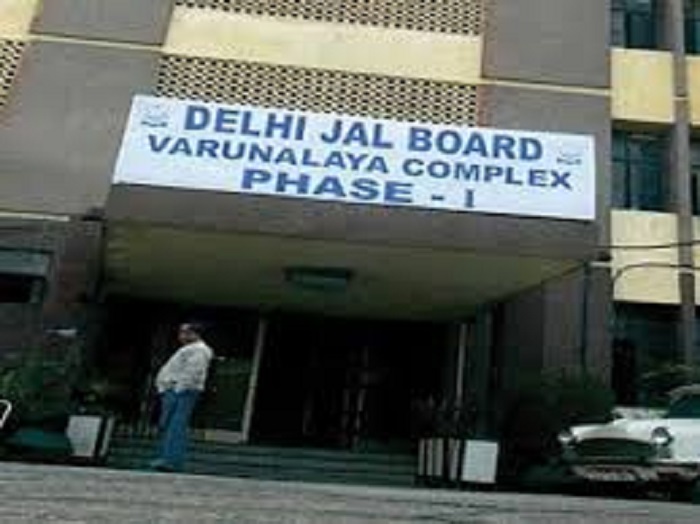 DELHI JAL BOARD
VARUNALAYA COMPLEX
PHASE - I